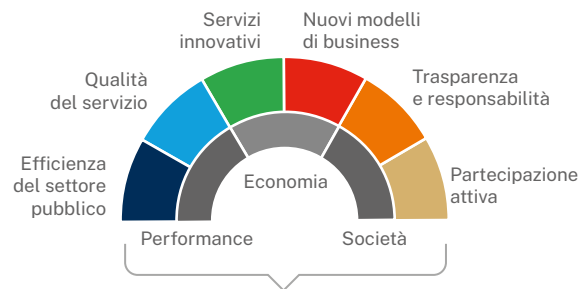 Servizi
innovativi
Nuovi modelli
di business
Qualità
del servizio
Trasparenza
e responsabilità
Efficienza
del settore
pubblico
Economia
Partecipazione
attiva
Performance
Società